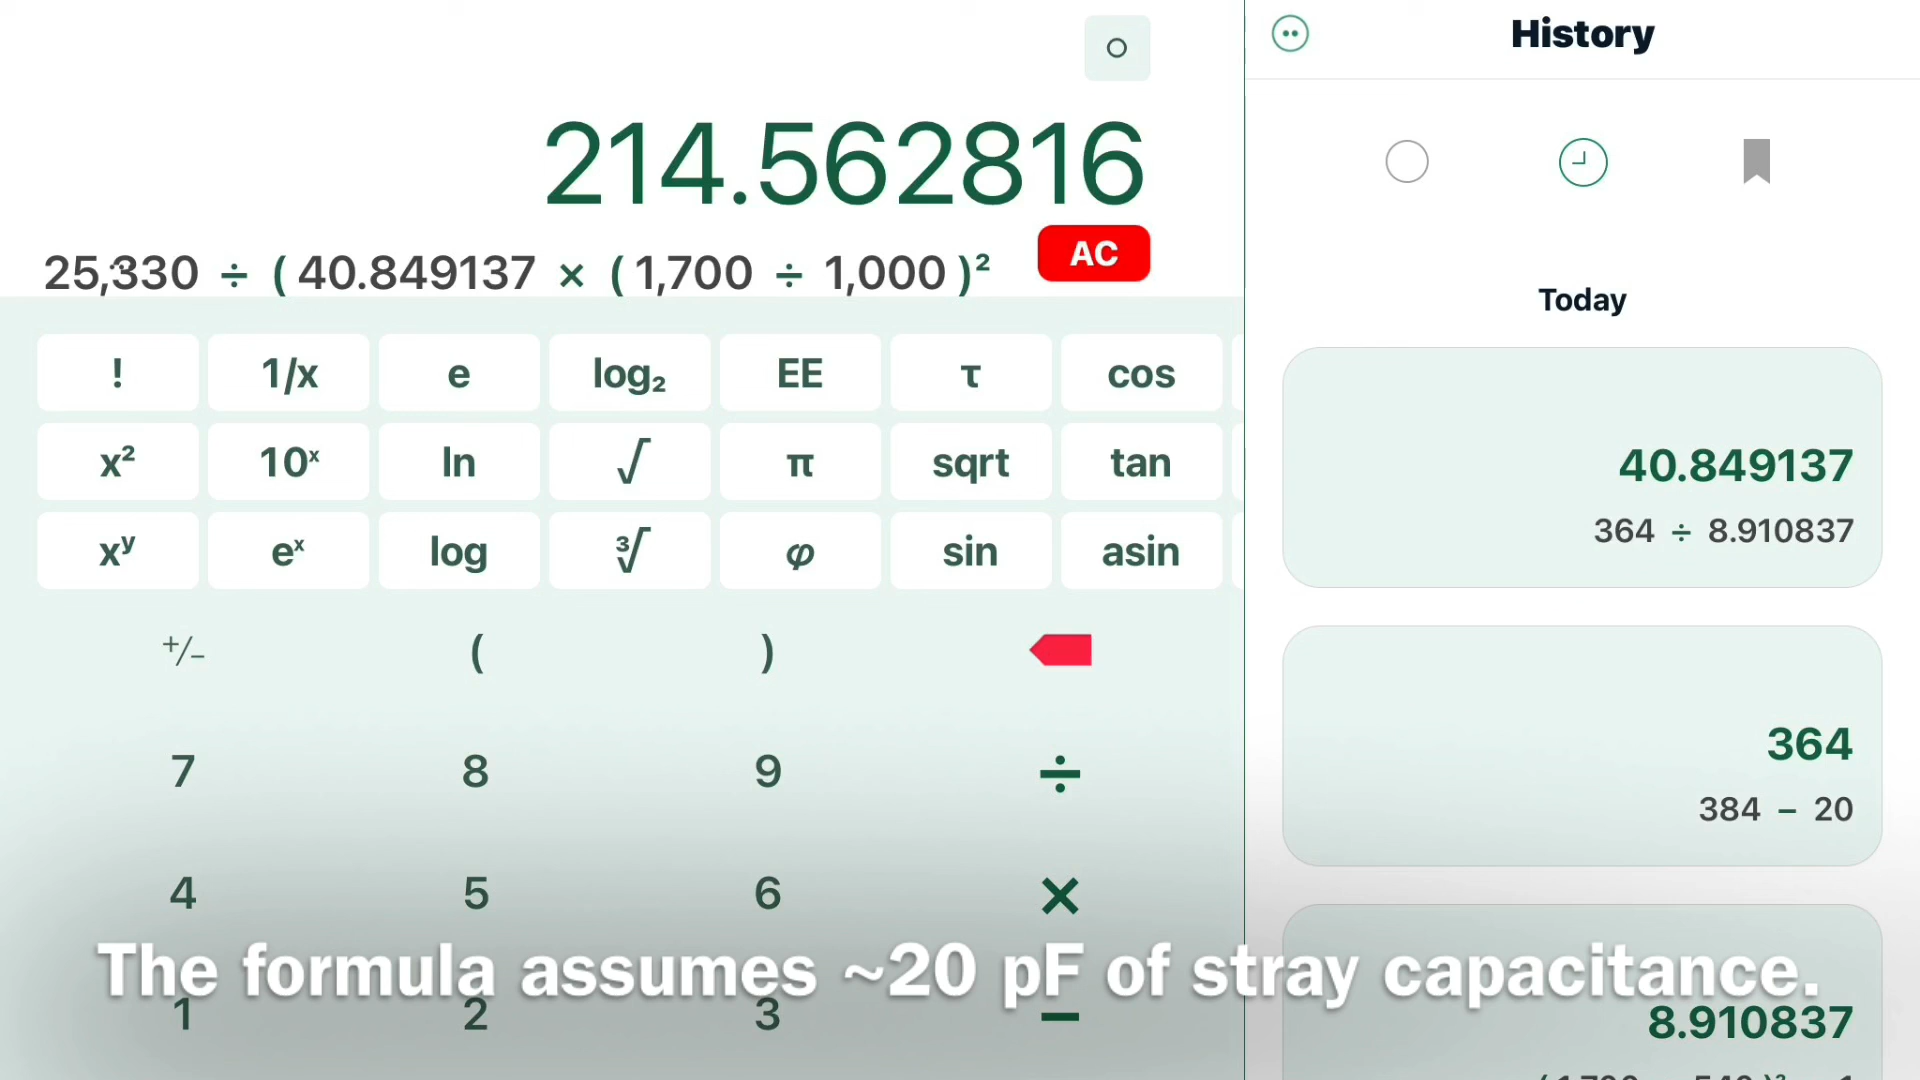 214.562816
25,330 ÷ ( 40.849137 × ( 1,700 ÷ 1,000 )²
AC
! 1/x e log₂ EE τ cos
x² 10ˣ ln √ π sqrt tan
xʸ eˣ log ∛ φ sin asin
+/− ( )
7 8 9 ÷
4 5 6 ×
1 2 3 −
History
Today
40.849137
364 ÷ 8.910837
364
384 − 20
8.910837
The formula assumes ~20 pF of stray capacitance.